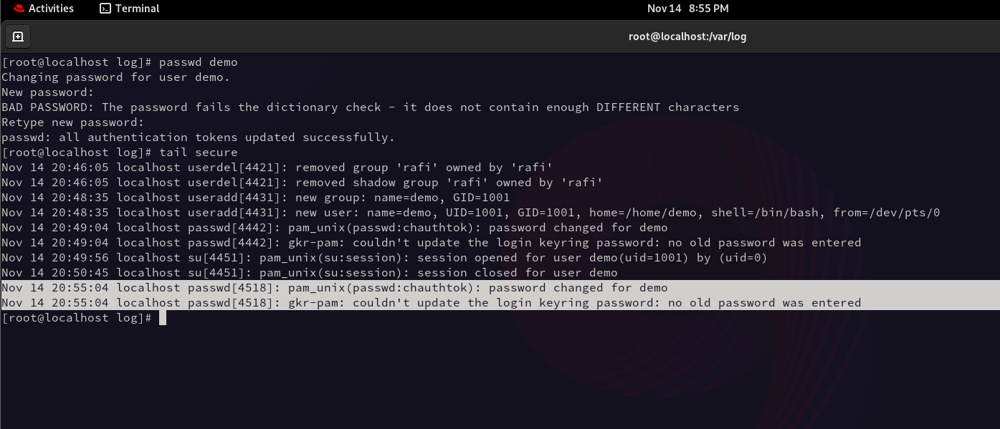 Activities Terminal Nov 14 8:55 PM
root@localhost:/var/log
[root@localhost log]# passwd demo
Changing password for user demo.
New password:
BAD PASSWORD: The password fails the dictionary check - it does not contain enough DIFFERENT characters
Retype new password:
passwd: all authentication tokens updated successfully.
[root@localhost log]# tail secure
Nov 14 20:46:05 localhost userdel[4421]: removed group 'rafi' owned by 'rafi'
Nov 14 20:46:05 localhost userdel[4421]: removed shadow group 'rafi' owned by 'rafi'
Nov 14 20:48:35 localhost useradd[4431]: new group: name=demo, GID=1001
Nov 14 20:48:35 localhost useradd[4431]: new user: name=demo, UID=1001, GID=1001, home=/home/demo, shell=/bin/bash, from=/dev/pts/0
Nov 14 20:49:04 localhost passwd[4442]: pam_unix(passwd:chauthtok): password changed for demo
Nov 14 20:49:04 localhost passwd[4442]: gkr-pam: couldn't update the login keyring password: no old password was entered
Nov 14 20:49:56 localhost su[4451]: pam_unix(su:session): session opened for user demo(uid=1001) by (uid=0)
Nov 14 20:50:45 localhost su[4451]: pam_unix(su:session): session closed for user demo
Nov 14 20:55:04 localhost passwd[4518]: pam_unix(passwd:chauthtok): password changed for demo
Nov 14 20:55:04 localhost passwd[4518]: gkr-pam: couldn't update the login keyring password: no old password was entered
[root@localhost log]#